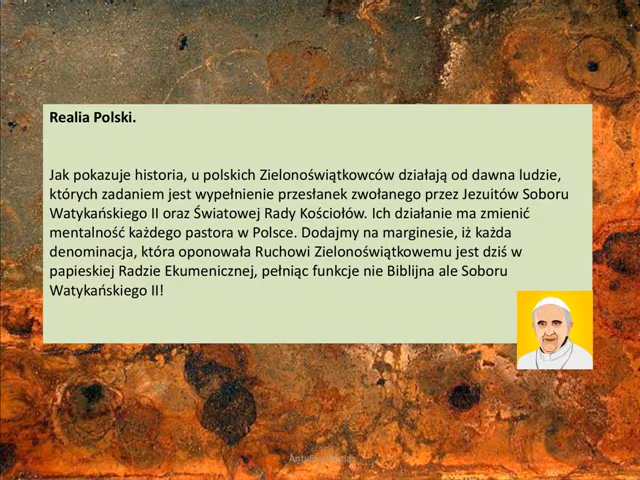 Realia Polski.
Jak pokazuje historia, u polskich Zielonoświątkowców działają od dawna ludzie,
których zadaniem jest wypełnienie przesłanek zwołanego przez Jezuitów Soboru
Watykańskiego II oraz Światowej Rady Kościołów. Ich działanie ma zmienić
mentalność każdego pastora w Polsce. Dodajmy na marginesie, iż każda
denominacja, która oponowała Ruchowi Zielonoświątkowemu jest dziś w
papieskiej Radzie Ekumenicznej, pełniąc funkcje nie Biblijna ale Soboru
Watykańskiego II!